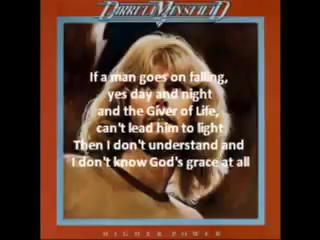 DARRELL MANSFIELD
If a man goes on falling,
yes day and night
and the Giver of Life,
can't lead him to light
Then I don't understand and
I don't know God's grace at all
HIGHER POWER